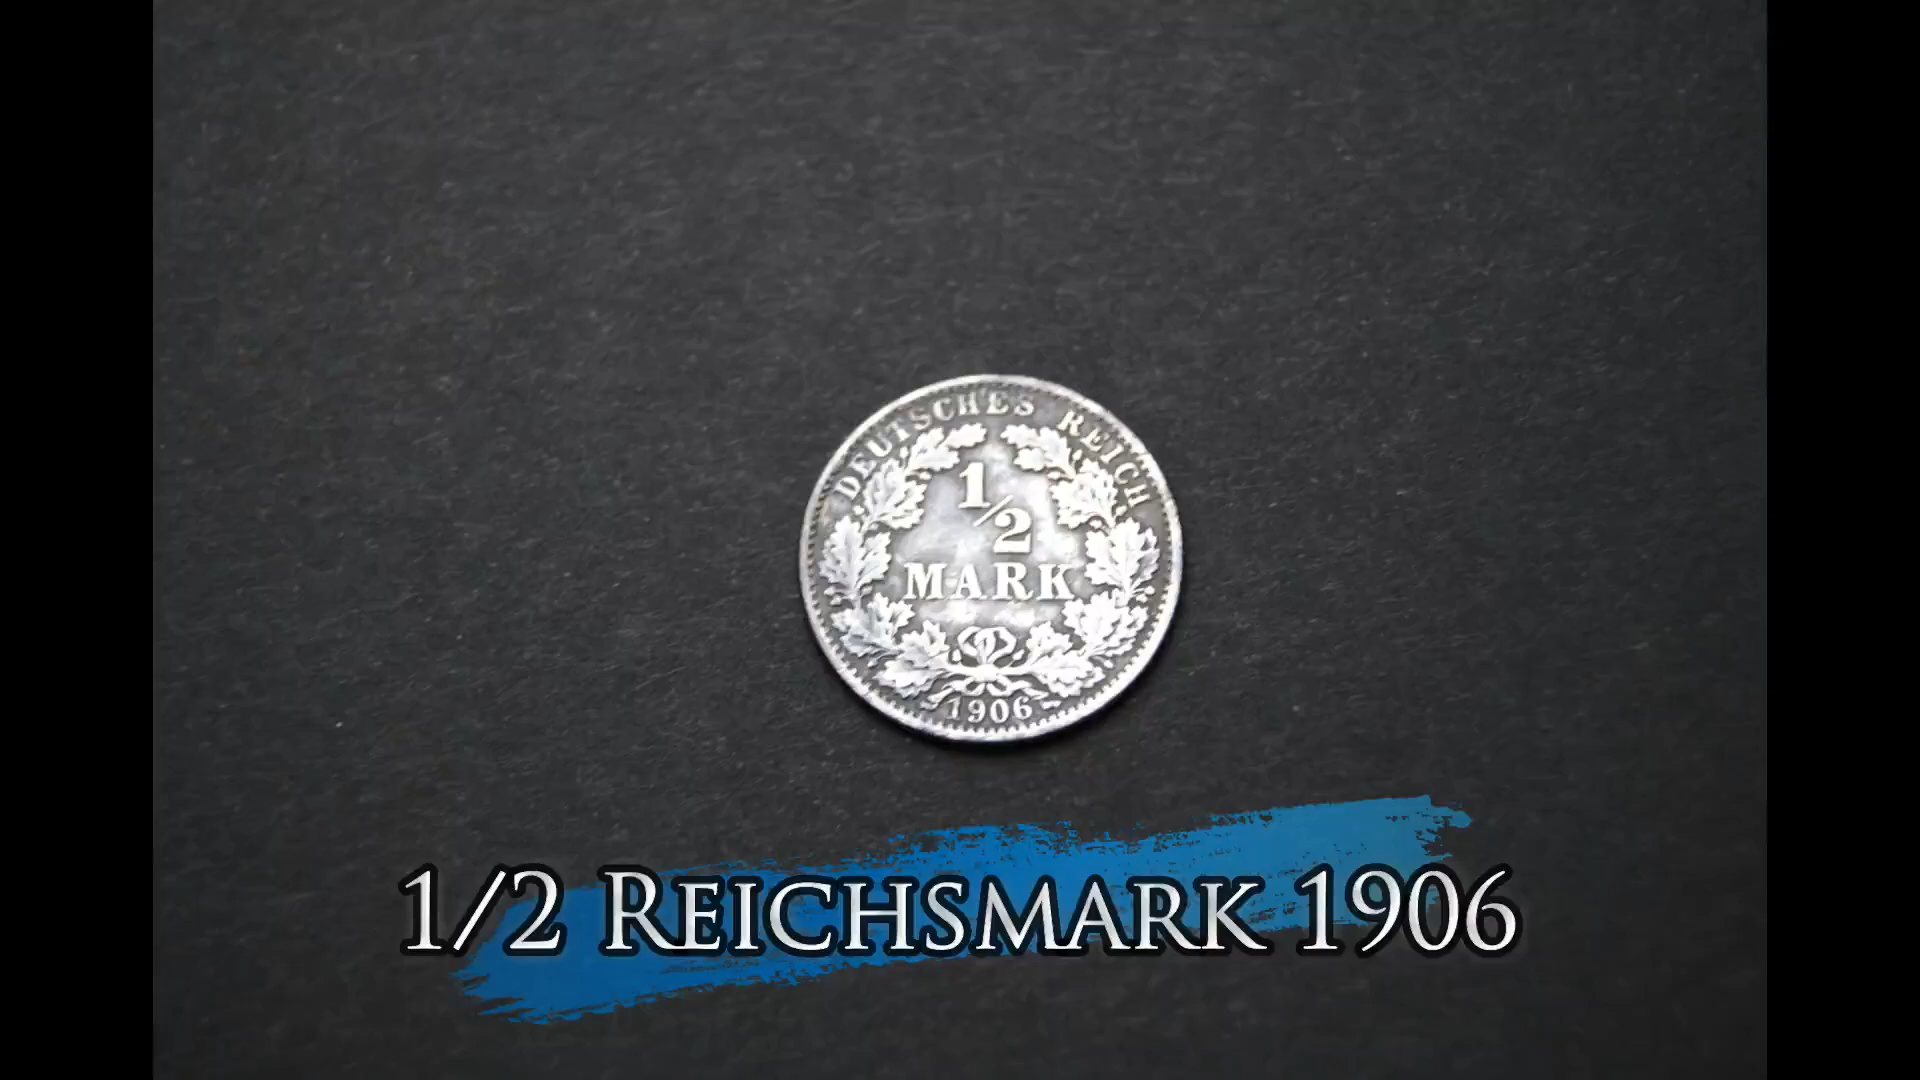 DEUTSCHES REICH
1/2
MARK
1906
1/2 REICHSMARK 1906